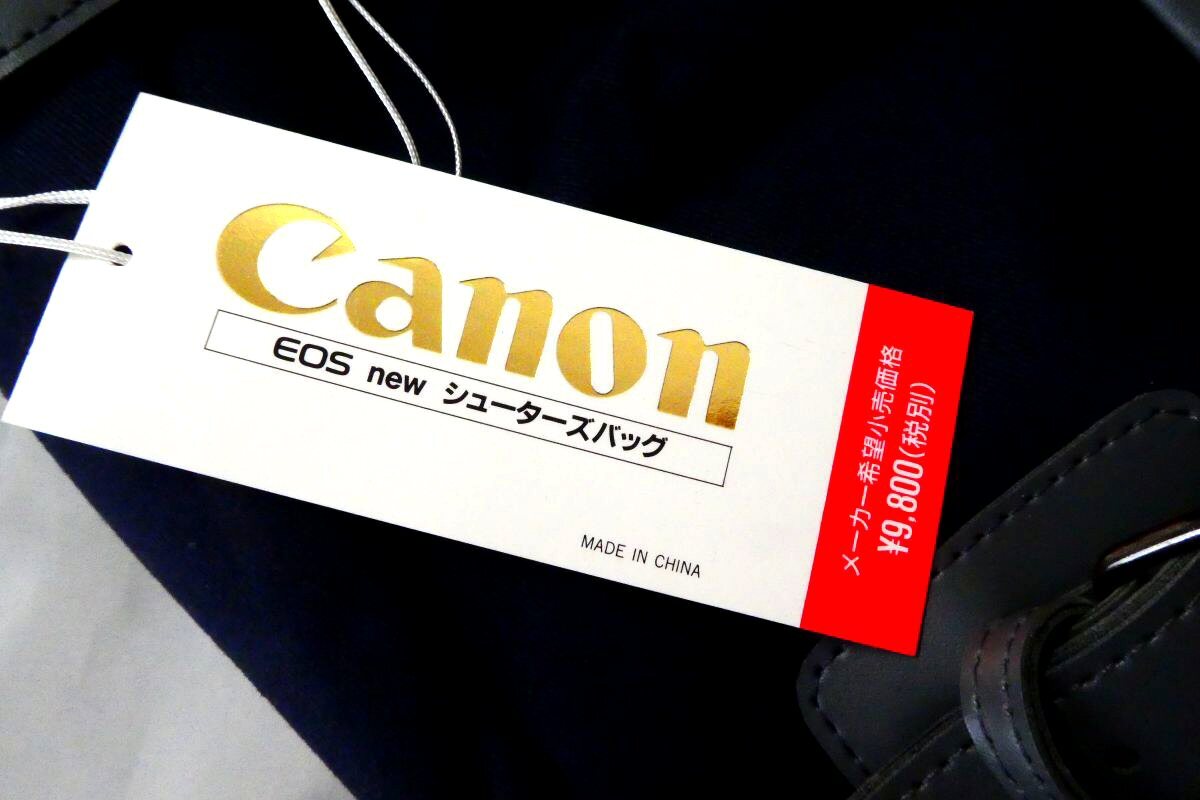 Canon
EOS new シューターズバッグ
MADE IN CHINA
メーカー希望小売価格
¥9,800(税別)